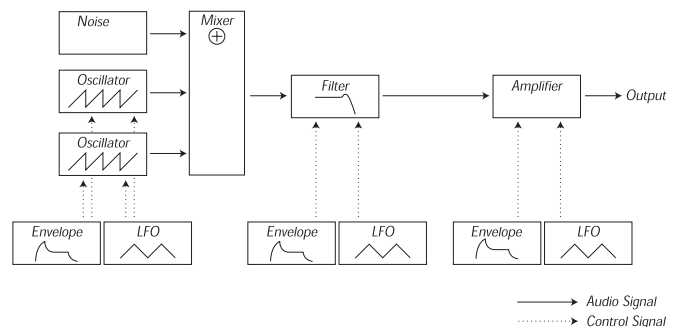 Noise
Mixer
Oscillator
Filter
Amplifier
Output
Oscillator
Envelope
LFO
Envelope
LFO
Envelope
LFO
Audio Signal
Control Signal